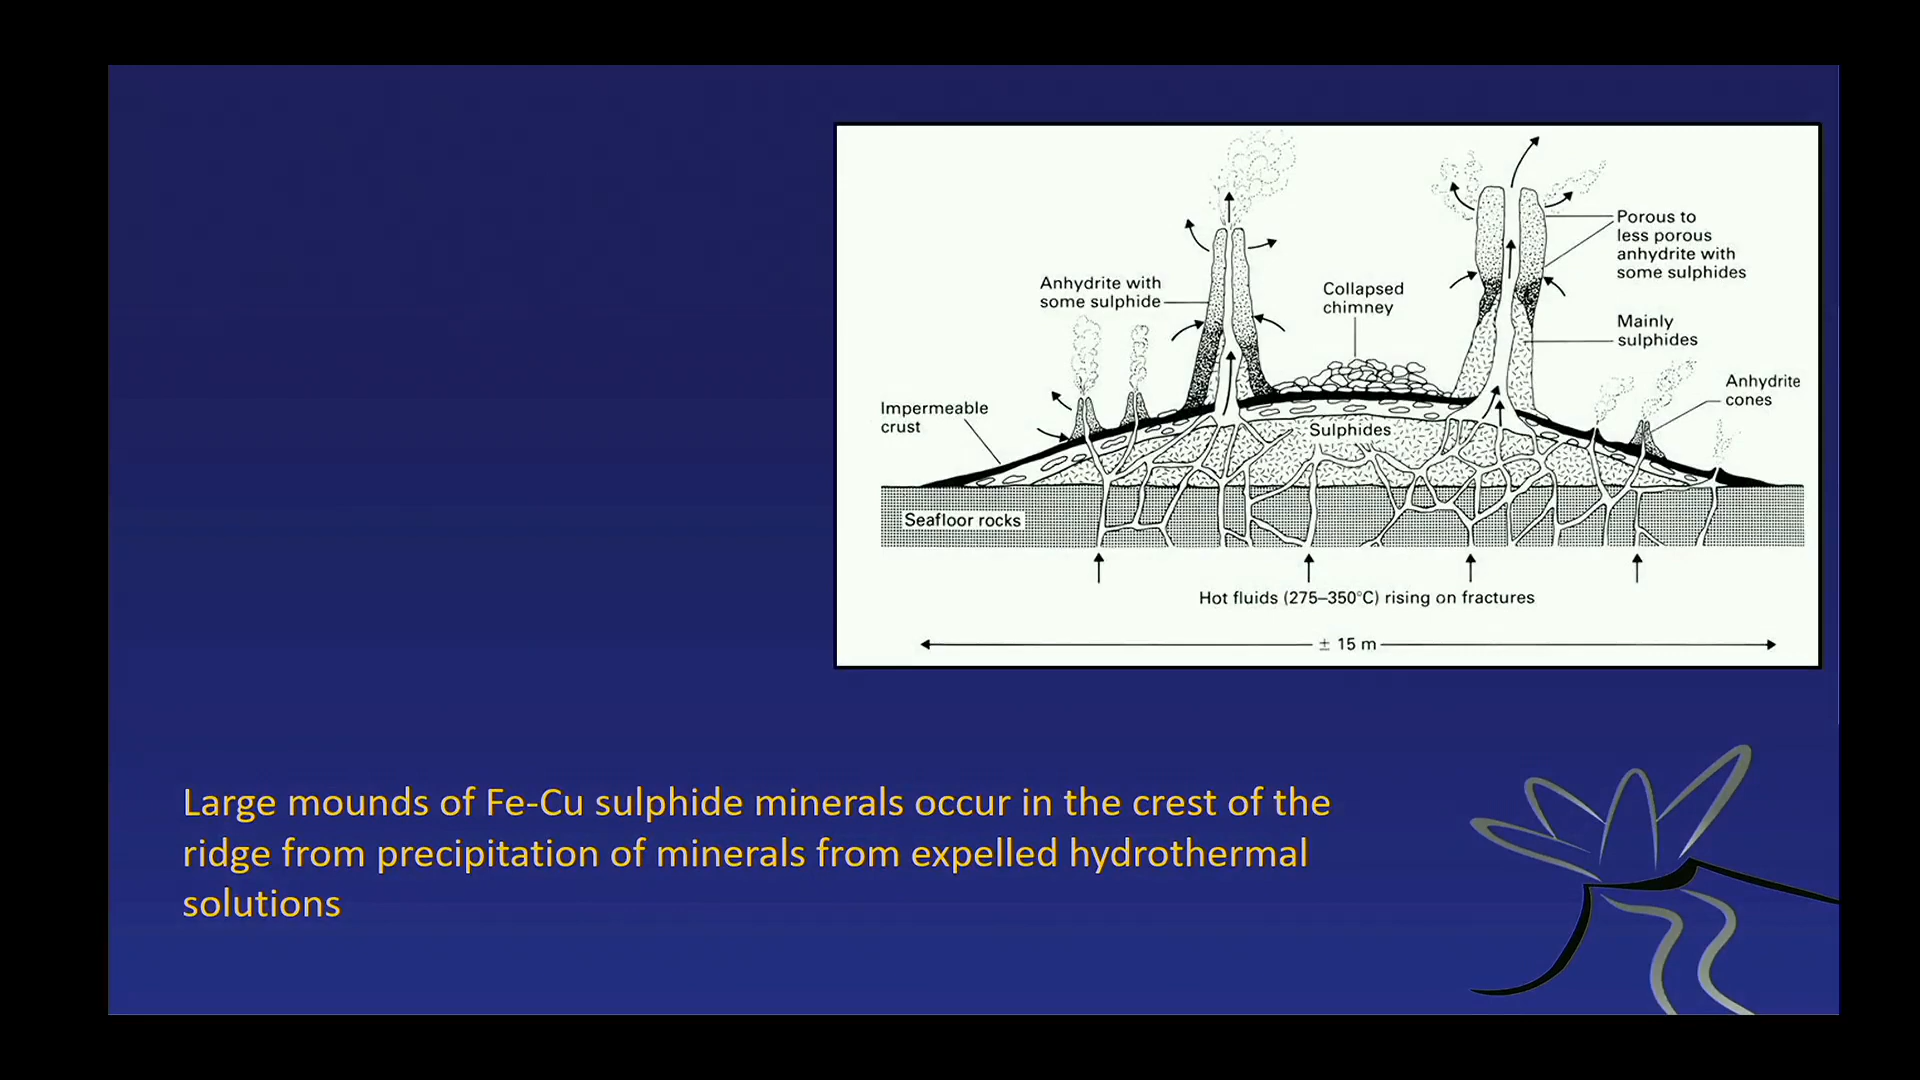 Porous to
less porous
anhydrite with
some sulphides
Anhydrite with
some sulphide
Collapsed
chimney
Mainly
sulphides
Anhydrite
cones
Impermeable
crust
Sulphides
Seafloor rocks
Hot fluids (275–350°C) rising on fractures
± 15 m
Large mounds of Fe-Cu sulphide minerals occur in the crest of the
ridge from precipitation of minerals from expelled hydrothermal
solutions